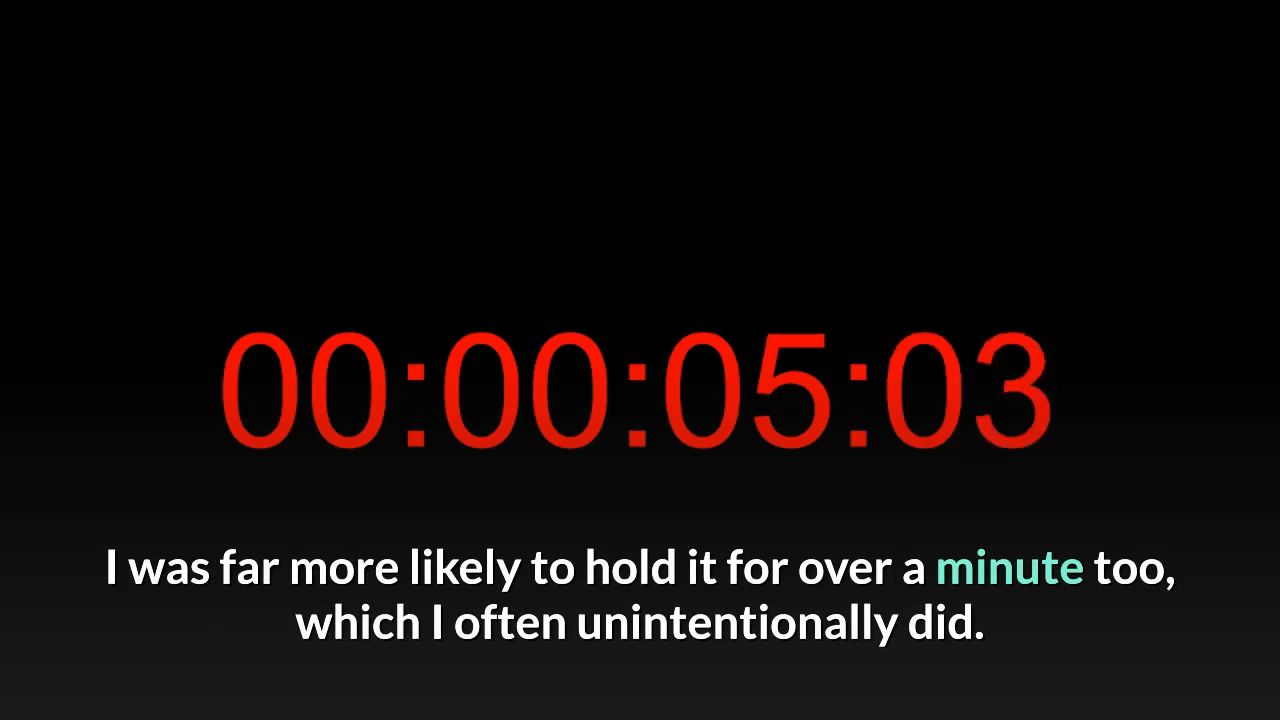 00:00:05:03
I was far more likely to hold it for over a minute too,
which I often unintentionally did.